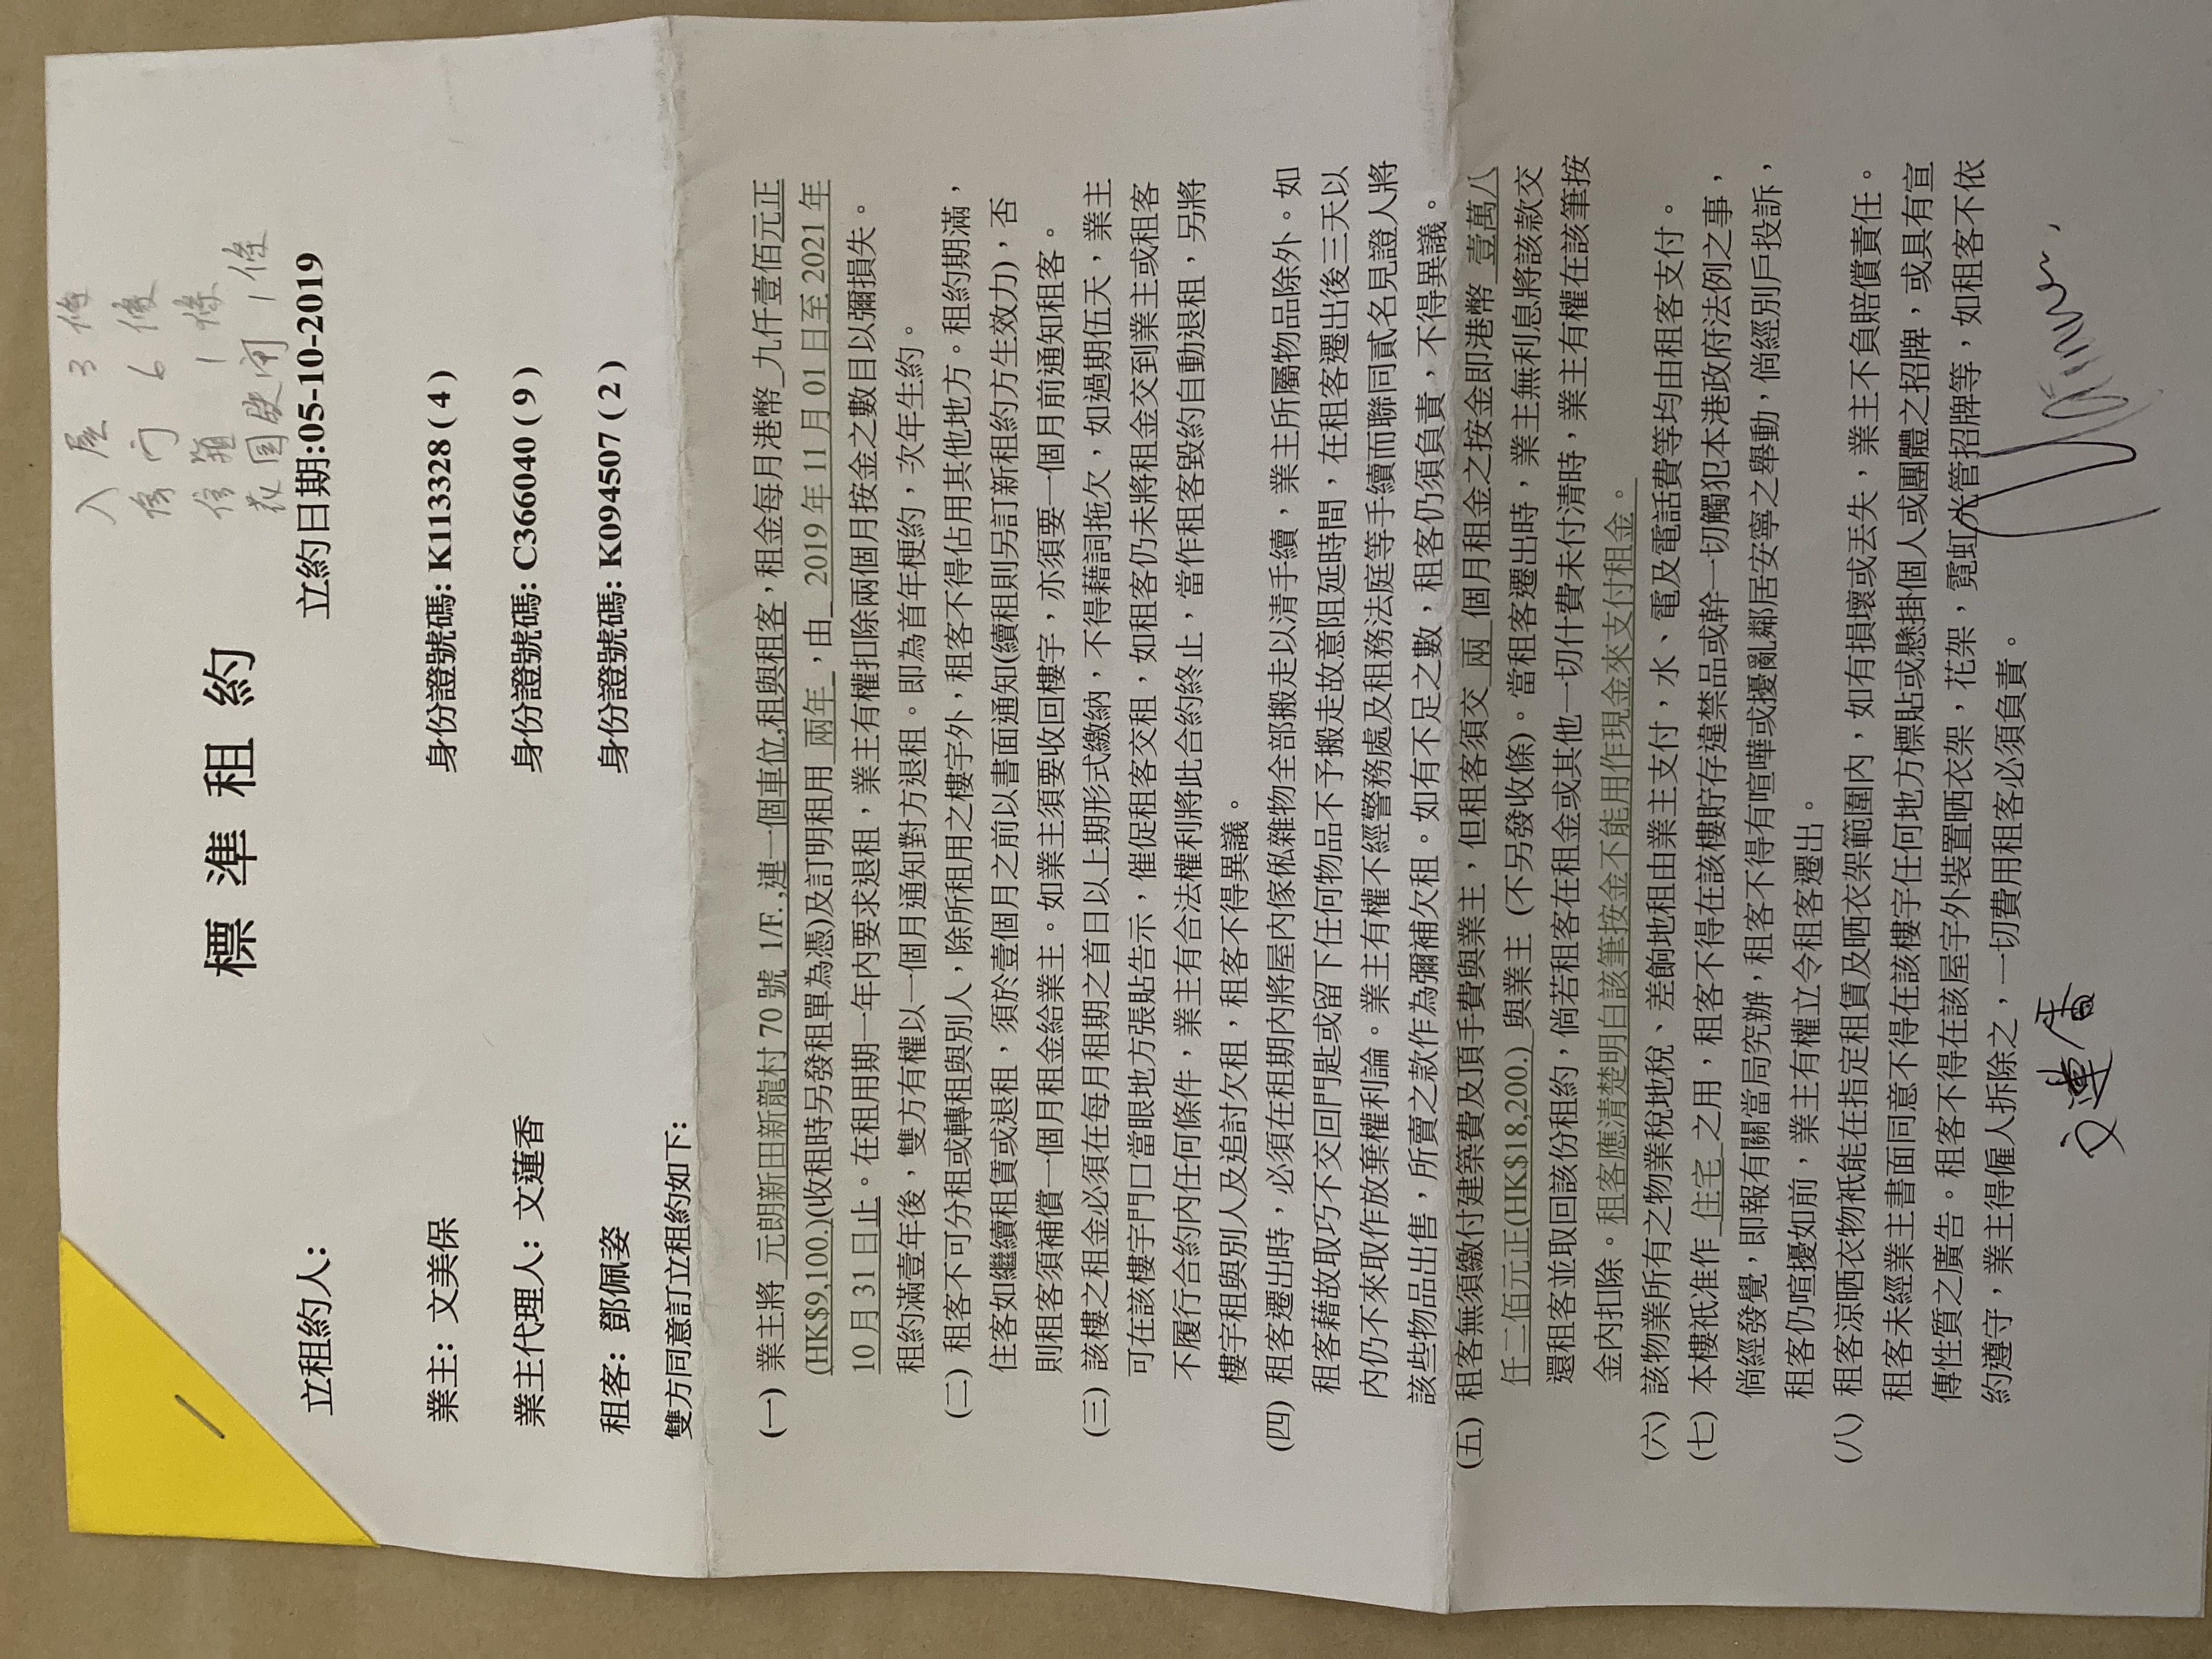 入屋 3 條
房门 6 條
信箱 1 條
花园 閘 1 條
標準租約
立租約人: 立約日期:05-10-2019
業主: 文美保 身份證號碼: K113328 ( 4 )
業主代理人: 文蓮香 身份證號碼: C366040 ( 9 )
租客: 鄧佩姿 身份證號碼: K094507 ( 2 )
雙方同意訂立租約如下:
(一) 業主將 元朗新田新龍村 70 號 1/F.,連一個車位,租與租客，租金每月港幣 九仟壹佰元正
(HK$9,100.)(收租時另發租單為憑)及訂明租用 兩年 ，由 2019 年 11 月 01 日至 2021 年
10 月 31 日止。在租用期一年內要求退租，業主有權扣除兩個月按金之數目以彌損失。
租約滿壹年後，雙方有權以一個月通知對方退租。即為首年梗約，次年生約。
(二) 租客不可分租或轉租與別人，除所租用之樓宇外，租客不得佔用其他地方。租約期滿，
住客如繼續租賃或退租，須於壹個月之前以書面通知(續租則另訂新租約方生效力)，否
則租客須補償一個月租金給業主。如業主須要收回樓宇，亦須要一個月前通知租客。
(三) 該樓之租金必須在每月租期之首日以上期形式繳納，不得藉詞拖欠，如過期伍天，業主
可在該樓宇門口當眼地方張貼告示，催促租客交租，如租客仍未將租金交到業主或租客
不履行合約內任何條件，業主有合法權利將此合約終止，當作租客毀約自動退租，另將
樓宇租與別人及追討欠租，租客不得異議。
(四) 租客遷出時，必須在租期內將屋內傢俬雜物全部搬走以清手續，業主所屬物品除外。如
租客藉故取巧不交回門匙或留下任何物品不予搬走故意阻延時間，在租客遷出後三天以
內仍不來取作放棄權利論。業主有權不經警務處及租務法庭等手續而聯同貳名見證人將
該些物品出售，所賣之款作為彌補欠租。如有不足之數，租客仍須負責，不得異議。
(五) 租客無須繳付建築費及頂手費與業主，但租客須交 兩 個月租金之按金即港幣 壹萬八
仟二佰元正(HK$18,200.) 與業主 (不另發收條)。當租客遷出時，業主無利息將該款交
還租客並取回該份租約，倘若租客在租金或其他一切什費未付清時，業主有權在該筆按
金內扣除。租客應清楚明白該筆按金不能用作現金來支付租金。
(六) 該物業所有之物業稅地稅、差餉地租由業主支付，水、電及電話費等均由租客支付。
(七) 本樓祇准作 住宅 之用，租客不得在該樓貯存違禁品或幹一切觸犯本港政府法例之事，
倘經發覺，即報有關當局究辦，租客不得有喧嘩或擾亂鄰居安寧之舉動，倘經別戶投訴，
租客仍喧擾如前，業主有權立令租客遷出。
(八) 租客涼晒衣物衹能在指定租賃及晒衣架範圍內，如有損壞或丟失，業主不負賠償責任。
租客未經業主書面同意不得在該樓宇任何地方標貼或懸掛個人或團體之招牌，或具有宣
傳性質之廣告。租客不得在該屋宇外裝置晒衣架，花架，霓虹光管招牌等，如租客不依
約遵守，業主得僱人拆除之，一切費用租客必須負責。
文蓮香